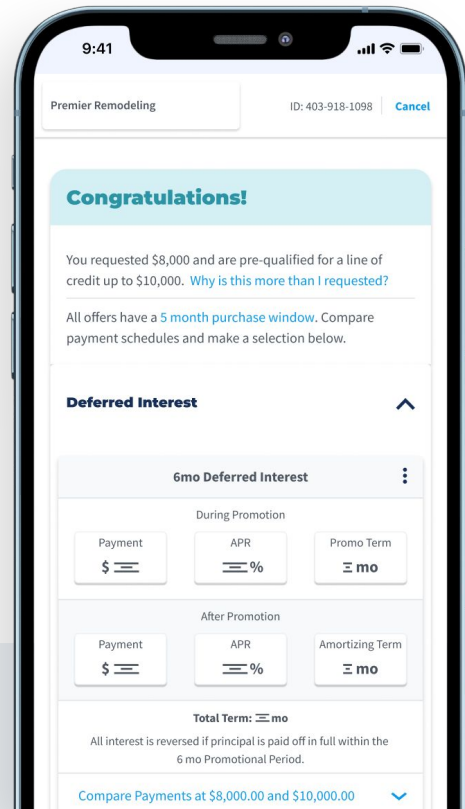 9:41
Premier Remodeling
ID: 403-918-1098
Cancel
Congratulations!
You requested $8,000 and are pre-qualified for a line of
credit up to $10,000. Why is this more than I requested?
All offers have a 5 month purchase window. Compare
payment schedules and make a selection below.
Deferred Interest
6mo Deferred Interest
During Promotion
Payment APR Promo Term
$ % mo
After Promotion
Payment APR Amortizing Term
$ % mo
Total Term: mo
All interest is reversed if principal is paid off in full within the
6 mo Promotional Period.
Compare Payments at $8,000.00 and $10,000.00